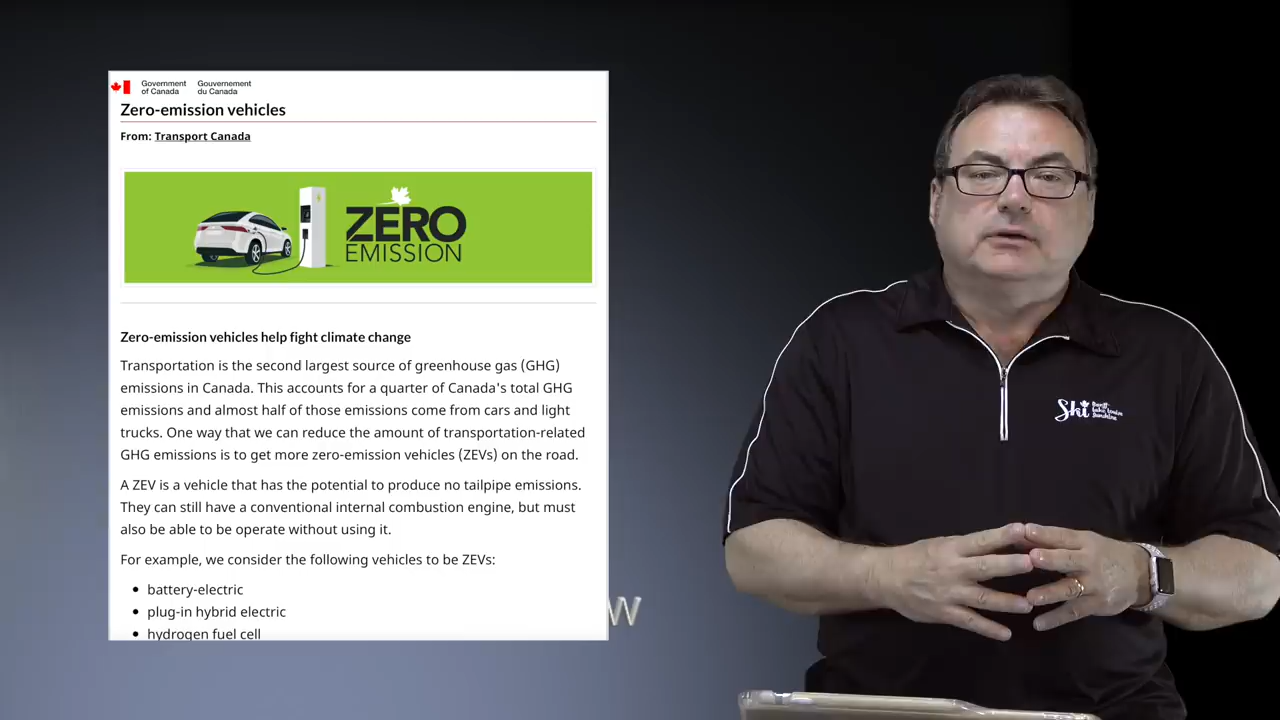 Government of Canada
Gouvernement du Canada
Zero-emission vehicles
From: Transport Canada
ZERO
EMISSION
Zero-emission vehicles help fight climate change
Transportation is the second largest source of greenhouse gas (GHG)
emissions in Canada. This accounts for a quarter of Canada's total GHG
emissions and almost half of those emissions come from cars and light
trucks. One way that we can reduce the amount of transportation-related
GHG emissions is to get more zero-emission vehicles (ZEVs) on the road.
A ZEV is a vehicle that has the potential to produce no tailpipe emissions.
They can still have a conventional internal combustion engine, but must
also be able to be operate without using it.
For example, we consider the following vehicles to be ZEVs:
• battery-electric
• plug-in hybrid electric
• hydrogen fuel cell
W
Ski
Banff
Lake Louise
Sunshine